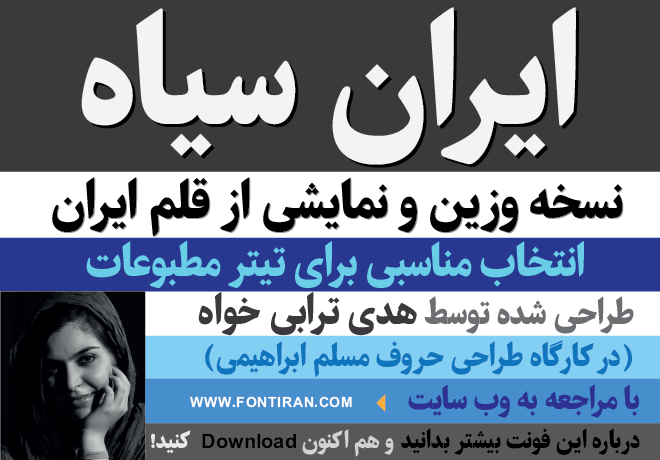 ایران سیاه
نسخه وزین و نمایشی از قلم ایران
انتخاب مناسبی برای تیتر مطبوعات
طراحی شده توسط هدی ترابی خواه
(در کارگاه طراحی حروف مسلم ابراهیمی)
با مراجعه به وب سایت WWW.FONTIRAN.COM
درباره این فونت بیشتر بدانید و هم اکنون Download کنید!